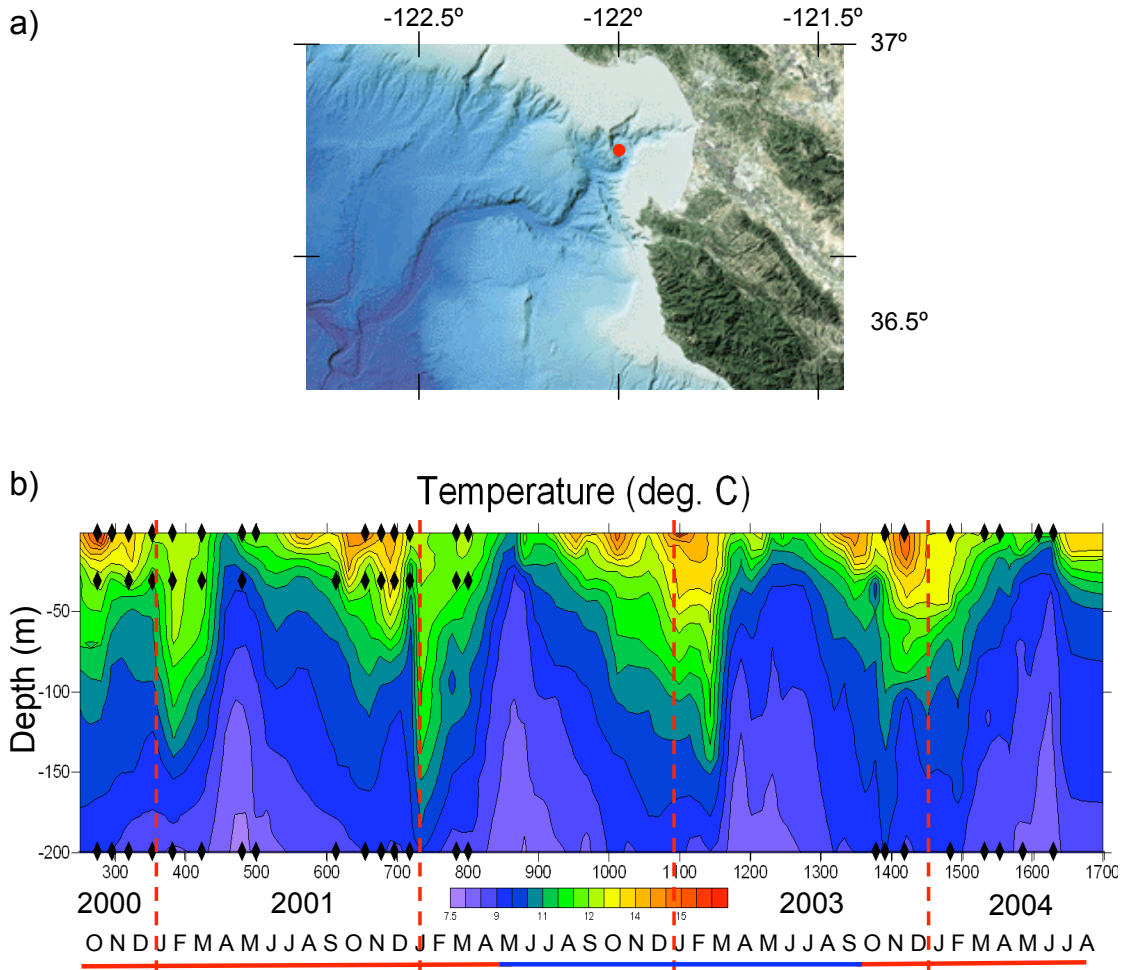 a)
-122.5º -122º -121.5º
37º
36.5º
b)
Temperature (deg. C)
Depth (m)
-50
-100
-150
-200
300 400 500 600 700 800 900 1000 1100 1200 1300 1400 1500 1600 1700
2000 2001 2003 2004
7.5 9 11 12 14 15
O N D J F M A M J J A S O N D J F M A M J J A S O N D J F M A M J J A S O N D J F M A M J J A